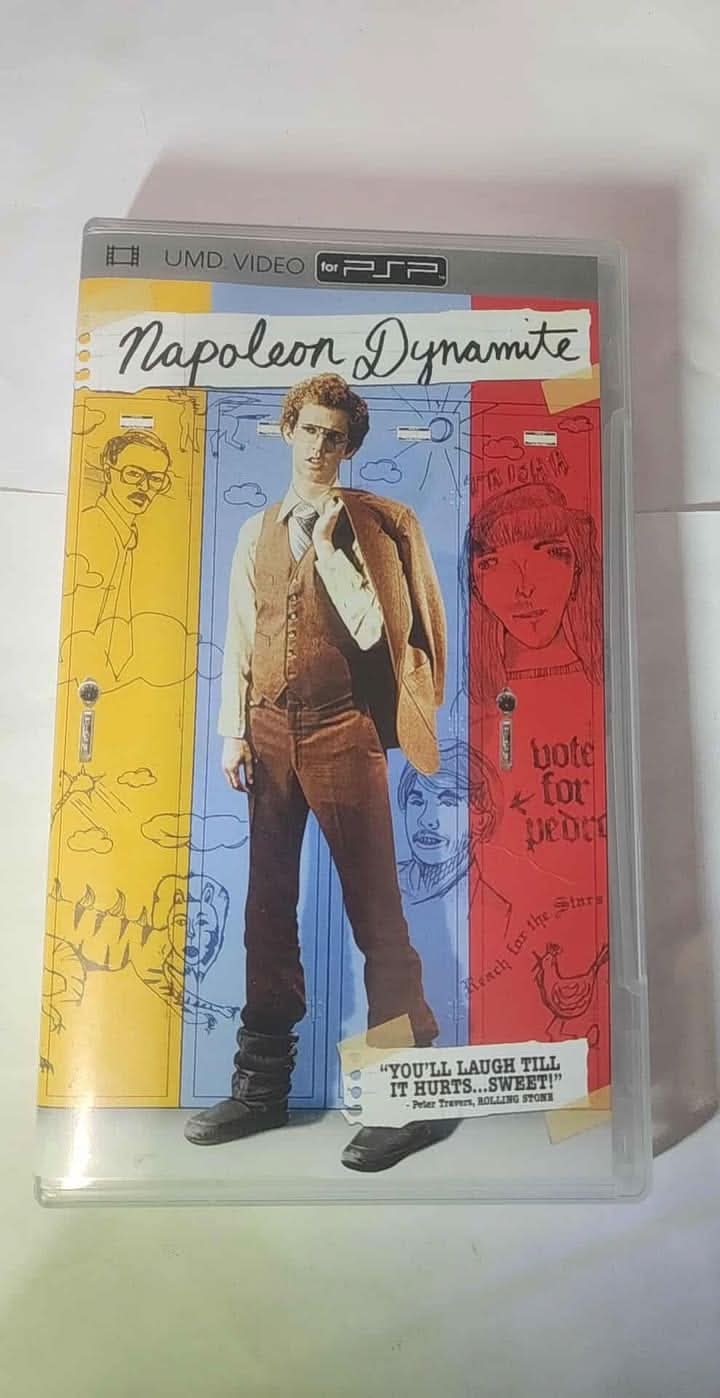 UMD. VIDEO for PSP™
Napoleon Dynamite
TRISHA
vote
for
pedro
Reach for the Stars
"YOU'LL LAUGH TILL
IT HURTS...SWEET!"
- Peter Travers, ROLLING STONE